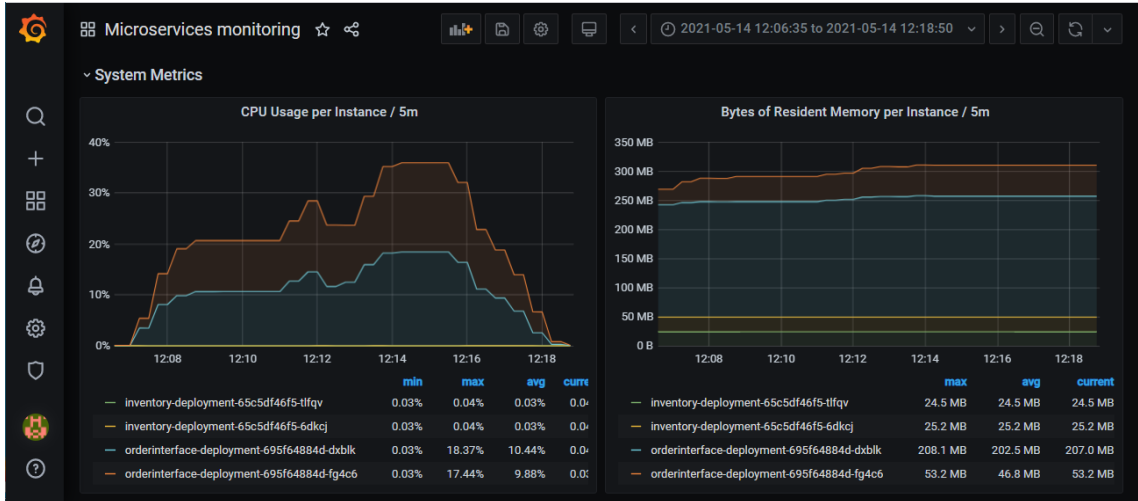 Microservices monitoring
2021-05-14 12:06:35 to 2021-05-14 12:18:50
System Metrics
CPU Usage per Instance / 5m
40%
30%
20%
10%
0%
12:08 12:10 12:12 12:14 12:16 12:18
min max avg curre
inventory-deployment-65c5df46f5-tlfqv 0.03% 0.04% 0.03% 0.04
inventory-deployment-65c5df46f5-6dkcj 0.03% 0.04% 0.03% 0.04
orderinterface-deployment-695f64884d-dxblk 0.03% 18.37% 10.44% 0.04
orderinterface-deployment-695f64884d-fg4c6 0.03% 17.44% 9.88% 0.03
Bytes of Resident Memory per Instance / 5m
350 MB
300 MB
250 MB
200 MB
150 MB
100 MB
50 MB
0 B
12:08 12:10 12:12 12:14 12:16 12:18
max avg current
inventory-deployment-65c5df46f5-tlfqv 24.5 MB 24.5 MB 24.5 MB
inventory-deployment-65c5df46f5-6dkcj 25.2 MB 25.2 MB 25.2 MB
orderinterface-deployment-695f64884d-dxblk 208.1 MB 202.5 MB 207.0 MB
orderinterface-deployment-695f64884d-fg4c6 53.2 MB 46.8 MB 53.2 MB